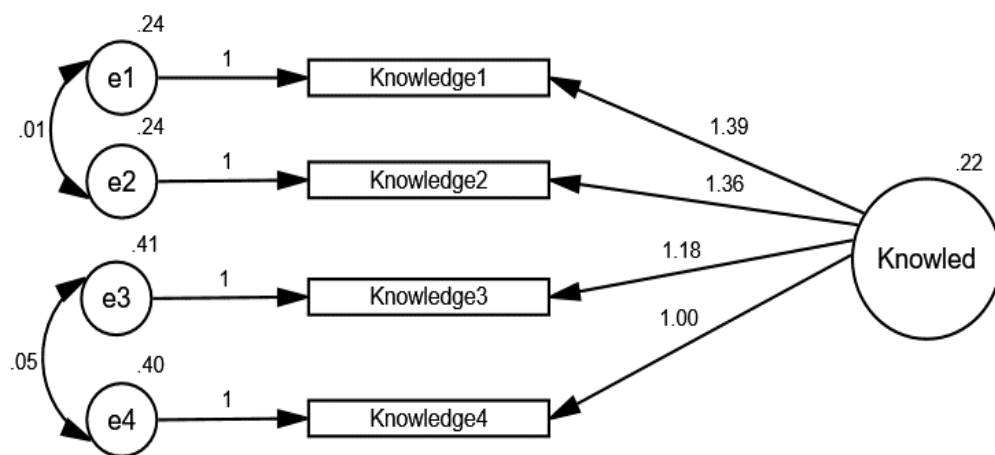 .24
e1
1
Knowledge1
1.39
.01
.24
e2
1
Knowledge2
1.36
.22
Knowled
.41
e3
1
Knowledge3
1.18
1.00
.05
.40
e4
1
Knowledge4